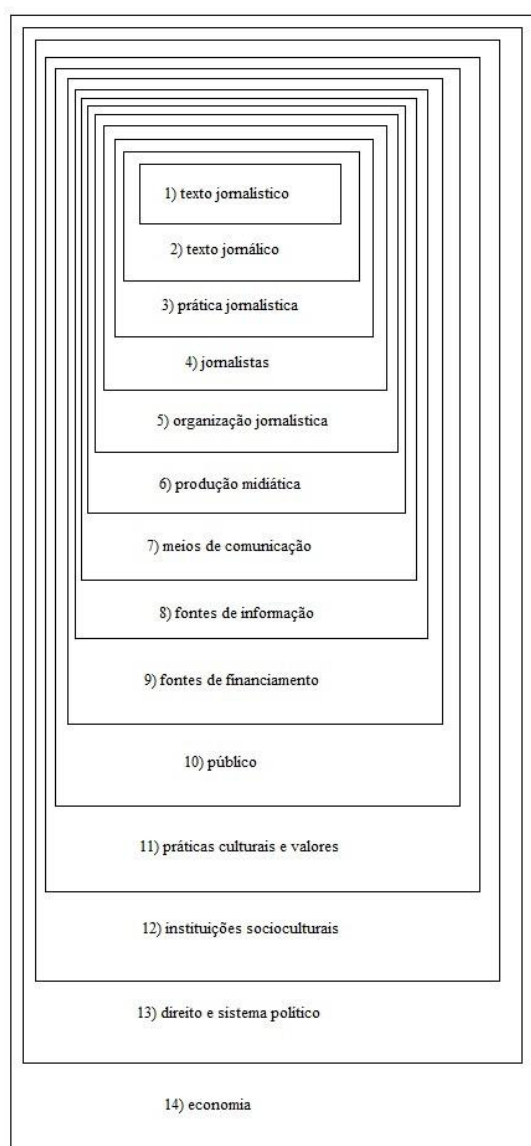 1) texto jornalístico
2) texto jornálico
3) prática jornalística
4) jornalistas
5) organização jornalística
6) produção midiática
7) meios de comunicação
8) fontes de informação
9) fontes de financiamento
10) público
11) práticas culturais e valores
12) instituições socioculturais
13) direito e sistema político
14) economia